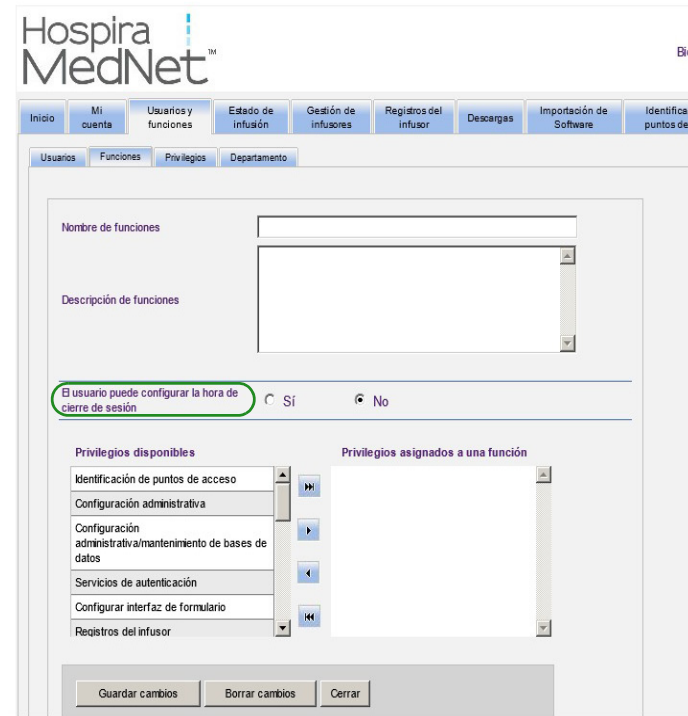 Hospira
MedNet™
Bi
Inicio
Mi cuenta
Usuarios y funciones
Estado de infusión
Gestión de infusores
Registros del infusor
Descargas
Importación de Software
Identifica
puntos de
Usuarios
Funciones
Privilegios
Departamento
Nombre de funciones
Descripción de funciones
El usuario puede configurar la hora de
cierre de sesión
Sí
No
Privilegios disponibles
Privilegios asignados a una función
Identificación de puntos de acceso
Configuración administrativa
Configuración
administrativa/mantenimiento de bases de
datos
Servicios de autenticación
Configurar interfaz de formulario
Registros del infusor
Guardar cambios
Borrar cambios
Cerrar